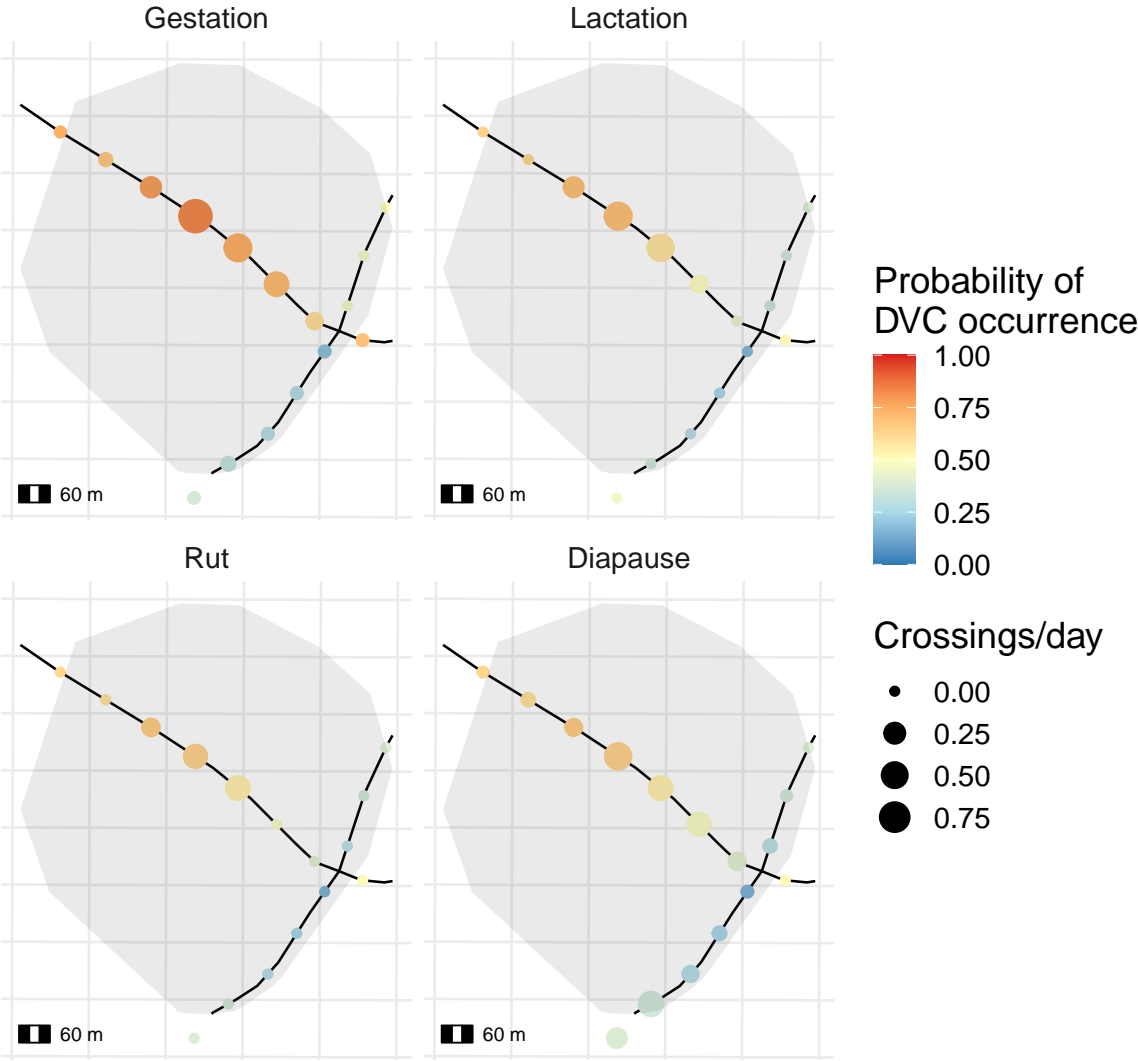 Gestation
Lactation
60 m
60 m
Rut
Diapause
60 m
60 m
Probability of
DVC occurrence
1.00
0.75
0.50
0.25
0.00
Crossings/day
0.00
0.25
0.50
0.75